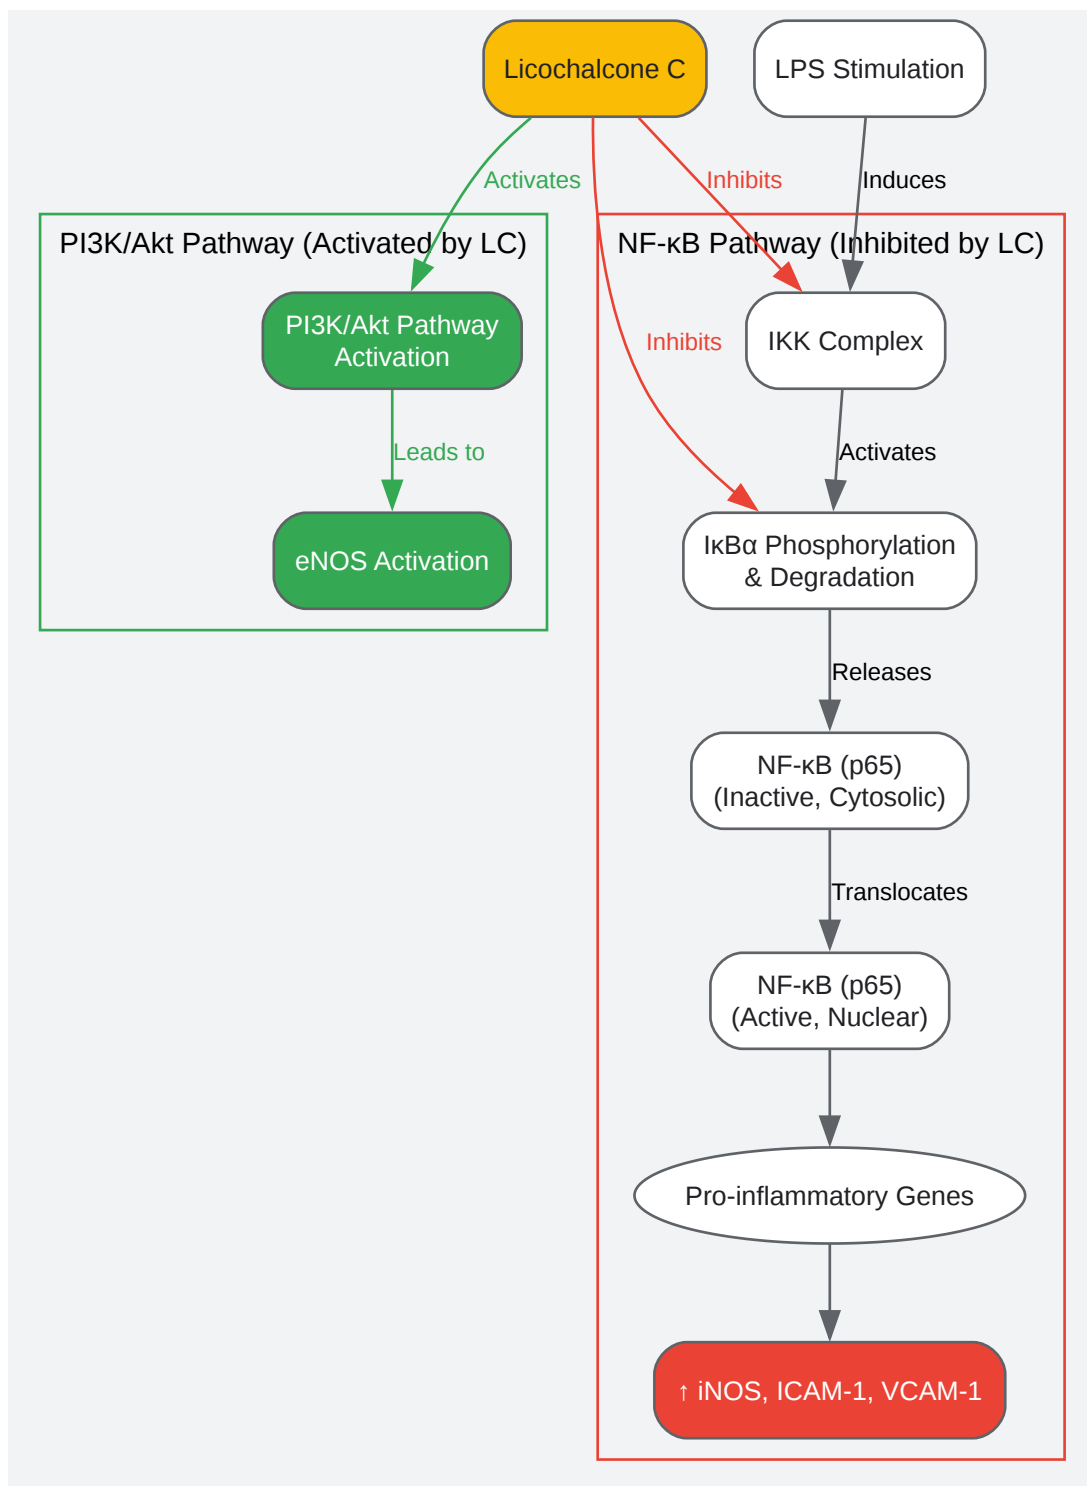 Licochalcone C
LPS Stimulation
Activates
Inhibits
Induces
PI3K/Akt Pathway (Activated by LC)
NF-κB Pathway (Inhibited by LC)
PI3K/Akt Pathway
Activation
Inhibits
IKK Complex
Leads to
Activates
eNOS Activation
IκBα Phosphorylation
& Degradation
Releases
NF-κB (p65)
(Inactive, Cytosolic)
Translocates
NF-κB (p65)
(Active, Nuclear)
Pro-inflammatory Genes
↑ iNOS, ICAM-1, VCAM-1